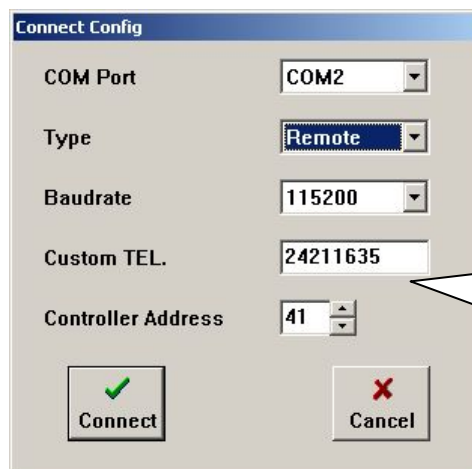 Connect Config
COM Port COM2
Type Remote
Baudrate 115200
Custom TEL. 24211635
Controller Address 41
Connect Cancel